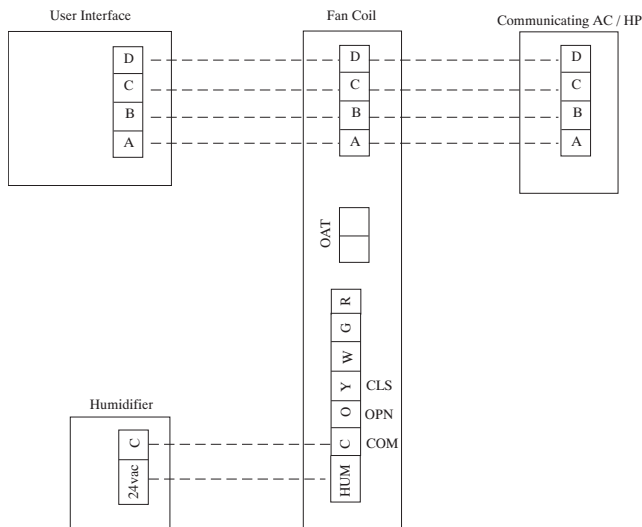 User Interface
Fan Coil
Communicating AC / HP
D
D
D
C
C
C
B
B
B
A
A
A
OAT
R
G
W
Y CLS
O OPN
C COM
HUM
Humidifier
C
24vac